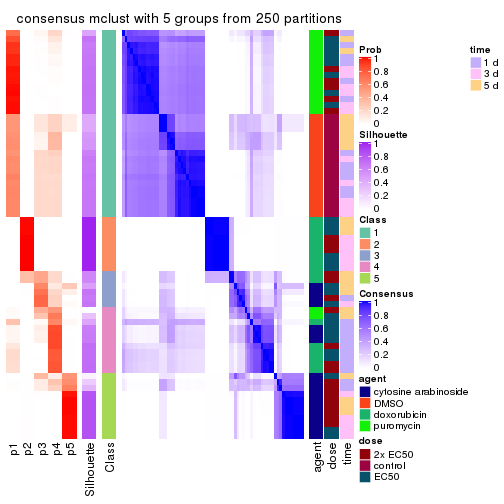 consensus mclust with 5 groups from 250 partitions
Prob
1
0.8
0.6
0.4
0.2
0
time
1 d
3 d
5 d
Silhouette
1
0.8
0.6
0.4
0.2
0
Class
1
2
3
4
5
Consensus
1
0.8
0.6
0.4
0.2
0
agent
cytosine arabinoside
DMSO
doxorubicin
puromycin
dose
2x EC50
control
EC50
p1
p2
p3
p4
p5
Silhouette
Class
agent
dose
time